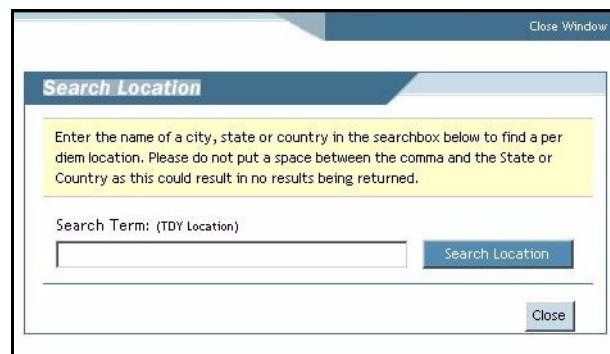 Close Window
Search Location
Enter the name of a city, state or country in the searchbox below to find a per
diem location. Please do not put a space between the comma and the State or
Country as this could result in no results being returned.
Search Term: (TDY Location)
Search Location
Close